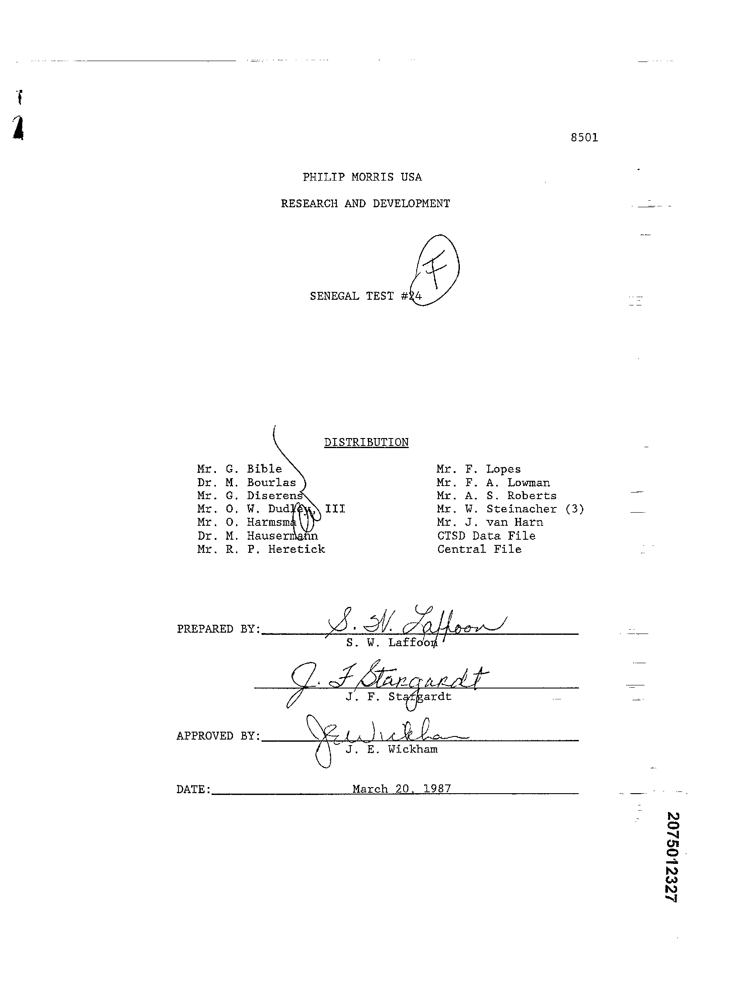 8501
PHILIP MORRIS USA
RESEARCH AND DEVELOPMENT
F
SENEGAL TEST #24
DISTRIBUTION
Mr. G. Bible
Dr. M. Bourlas
Mr. G. Diserens
Mr. O. W. Dudley, III
Mr. O. Harmsma
Dr. M. Hausermann
Mr. R. P. Heretick
Mr. F. Lopes
Mr. F. A. Lowman
Mr. A. S. Roberts
Mr. W. Steinacher (3)
Mr. J. van Harn
CTSD Data File
Central File
PREPARED BY: S. W. Laffoon
S. W. Laffoon
J. F Stargardt
J. F. Stargardt
APPROVED BY: J E Wickham
J. E. Wickham
DATE: March 20, 1987
2075012327